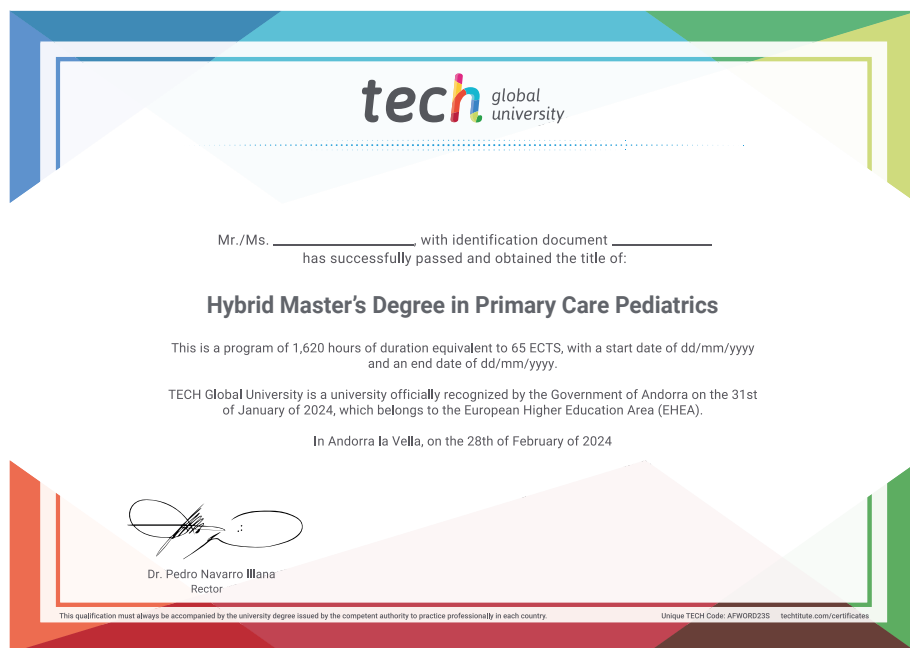 tech global
university
Mr./Ms. ____________, with identification document ____________
has successfully passed and obtained the title of:
Hybrid Master's Degree in Primary Care Pediatrics
This is a program of 1,620 hours of duration equivalent to 65 ECTS, with a start date of dd/mm/yyyy
and an end date of dd/mm/yyyy.
TECH Global University is a university officially recognized by the Government of Andorra on the 31st
of January of 2024, which belongs to the European Higher Education Area (EHEA).
In Andorra la Vella, on the 28th of February of 2024
Dr. Pedro Navarro Illana
Rector
This qualification must always be accompanied by the university degree issued by the competent authority to practice professionally in each country.
Unique TECH Code: AFWORD23S techtitute.com/certificates